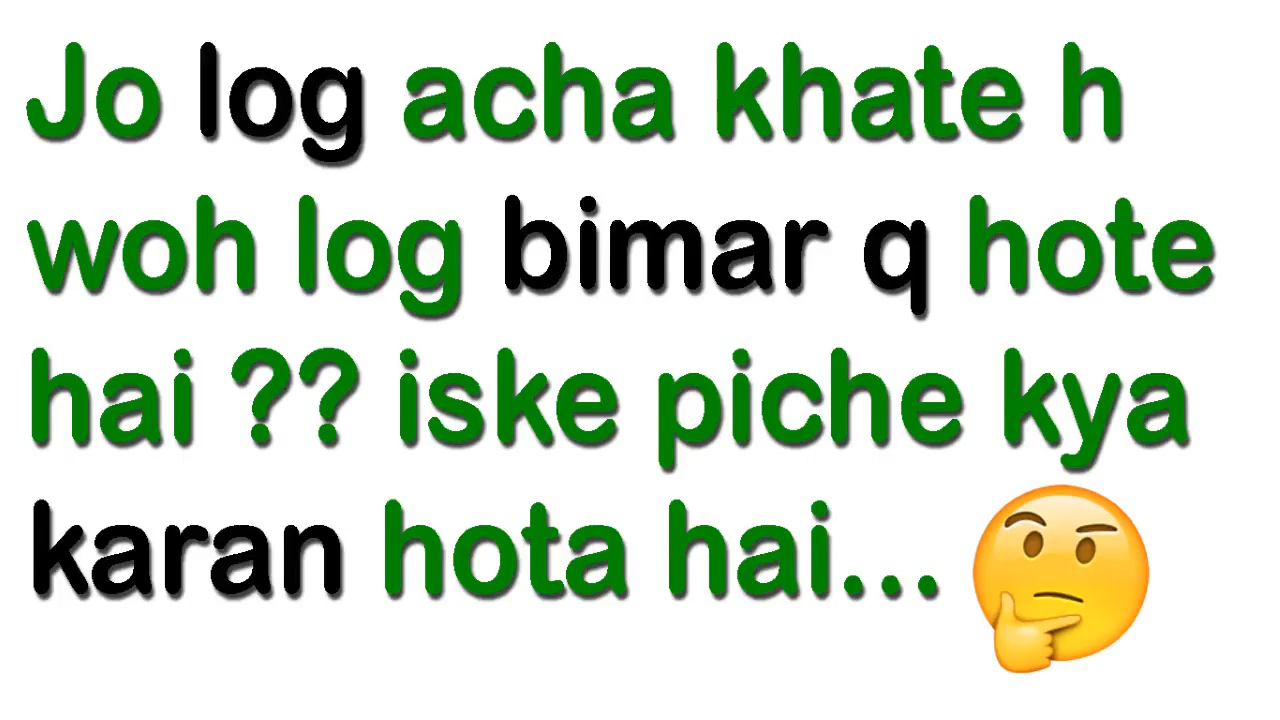 Jo log acha khate h
woh log bimar q hote
hai ?? iske piche kya
karan hota hai...